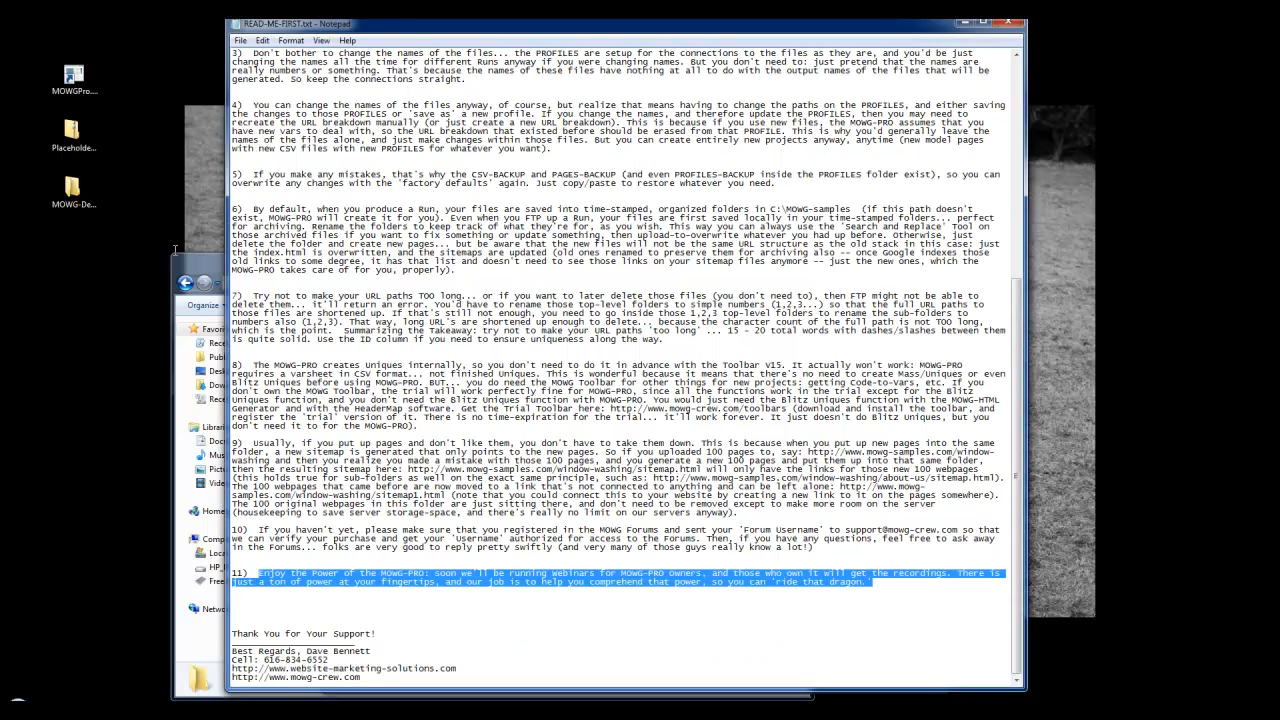 READ-ME-FIRST.txt - Notepad
File Edit Format View Help
MOWGPro....
Placeholde...
MOWG-De...
Organize
Favori
Rece
Publ
Desk
Down
Rece
Librari
Docu
Musi
Pictu
Vide
Home
Comp
Loca
HP_
Free
Netwo
3) Don't bother to change the names of the files... the PROFILES are setup for the connections to the files as they are, and you'd be just
changing the names all the time for different Runs anyway if you were changing names. But you don't need to: just pretend that the names are
really numbers or something. That's because the names of these files have nothing at all to do with the output names of the files that will be
generated. So keep the connections straight.
4) You can change the names of the files anyway, of course, but realize that means having to change the paths on the PROFILES, and either saving
the changes to those PROFILES or 'save as' a new profile. If you change the names, and therefore update the PROFILES, then you may need to
recreate the URL breakdown manually (or just create a new URL breakdown). This is because if you use new files, the MOWG-PRO assumes that you
have new vars to deal with, so the URL breakdown that existed before should be erased from that PROFILE. This is why you'd generally leave the
names of the files alone, and just make changes within those files. But you can create entirely new projects anyway, anytime (new model pages
with new CSV files with new PROFILES for whatever you want).
5) If you make any mistakes, that's why the CSV-BACKUP and PAGES-BACKUP (and even PROFILES-BACKUP inside the PROFILES folder exist), so you can
overwrite any changes with the 'factory defaults' again. Just copy/paste to restore whatever you need.
6) By default, when you produce a Run, your files are saved into time-stamped, organized folders in C:\MOWG-samples (if this path doesn't
exist, MOWG-PRO will create it for you). Even when you FTP up a Run, your files are first saved locally in your time-stamped folders... perfect
for archiving. Rename the folders to keep track of what they're for, as you wish. This way you can always use the 'Search and Replace' Tool on
those archived files if you want to fix something or update something, then upload-to-overwrite whatever you had up before. Otherwise, just
delete the folder and create new pages... but be aware that the new files will not be the same URL structure as the old stack in this case: just
the index.html is overwritten, and the sitemaps are updated (old ones renamed to preserve them for archiving also -- once Google indexes those
old links to some degree, it has that list and doesn't need to see those links on your sitemap files anymore -- just the new ones, which the
MOWG-PRO takes care of for you, properly).
7) Try not to make your URL paths TOO long... or if you want to later delete those files (you don't need to), then FTP might not be able to
delete them... it'll return an error. You'd have to rename those top-level folders to simple numbers (1,2,3...) so that the full URL paths to
those files are shortened up. If that's still not enough, you need to go inside those 1,2,3 top-level folders to rename the sub-folders to
numbers also (1,2,3). That way, long URL's are shortened up enough to delete... because the character count of the full path is not TOO long,
which is the point. Summarizing the Takeaway: try not to make your URL paths 'too long' ... 15 - 20 total words with dashes/slashes between them
is quite solid. Use the ID column if you need to ensure uniqueness along the way.
8) The MOWG-PRO creates Uniques internally, so you don't need to do it in advance with the Toolbar V15. It actually won't work: MOWG-PRO
requires a varsheet in CSV format, not finished Uniques. This is wonderful because it means that there's no need to create Mass/Uniques or even
Blitz Uniques before using MOWG-PRO. BUT... you do need the MOWG Toolbar for other things for new projects: getting Code-to-Vars, etc. If you
don't own the MOWG Toolbar, the trial will work perfectly fine for MOWG-PRO, since all the functions work in the trial except for the Blitz
Uniques function, and you don't need the Blitz Uniques function with MOWG-PRO. You would just need the Blitz Uniques function with the MOWG-HTML
Generator and with the HeaderMap software. Get the Trial Toolbar here: http://www.mowg-crew.com/toolbars (download and install the toolbar, and
register the 'trial' version of it. There is no time-expiration for the trial... it'll work forever. It just doesn't do Blitz Uniques, but you
don't need it to for the MOWG-PRO).
9) Usually, if you put up pages and don't like them, you don't have to take them down. This is because when you put up new pages into the same
folder, a new sitemap is generated that only points to the new pages. So if you uploaded 100 pages to, say: http://www.mowg-samples.com/window-
washing and then you realize you made a mistake with those 100 pages, and you generate a new 100 pages and put them up into that same folder,
then the resulting sitemap here: http://www.mowg-samples.com/window-washing/sitemap.html will only have the links for those new 100 webpages
(this holds true for sub-folders as well on the exact same principle, such as: http://www.mowg-samples.com/window-washing/about-us/sitemap.html).
The 100 webpages that came before are now moved to a link that's not connected to anything and can be left alone: http://www.mowg-
samples.com/window-washing/sitemap1.html (note that you could connect this to your website by creating a new link to it on the pages somewhere).
The 100 original webpages in this folder are just sitting there, and don't need to be removed except to make more room on the server
(housekeeping to save server storage-space, and there's really no limit on our servers anyway).
10) If you haven't yet, please make sure that you registered in the MOWG Forums and sent your 'Forum Username' to support@mowg-crew.com so that
we can verify your purchase and get your 'Username' authorized for access to the Forums. Then, if you have any questions, feel free to ask away
in the Forums... folks are very good to reply pretty swiftly (and very many of those guys really know a lot!)
11) Enjoy the Power of the MOWG-PRO: soon we'll be running Webinars for MOWG-PRO Owners, and those who own it will get the recordings. There is
just a ton of power at your fingertips, and our job is to help you comprehend that power, so you can 'ride that dragon.'
Thank You for Your Support!
Best Regards, Dave Bennett
Cell: 616-834-6552
http://www.website-marketing-solutions.com
http://www.mowg-crew.com